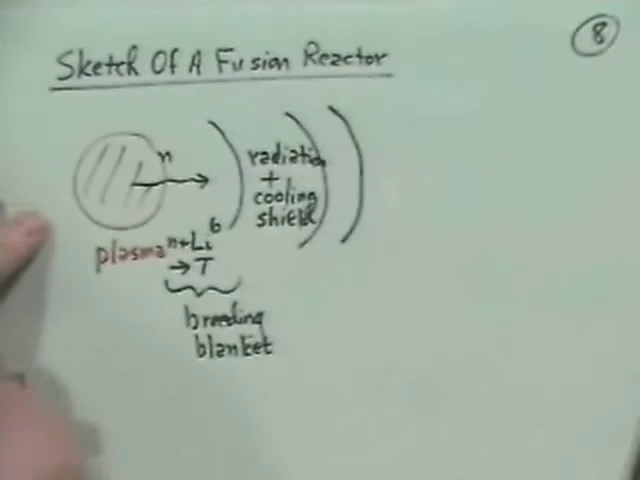 8
Sketch Of A Fusion Reactor
n
radiation
+
cooling
shield
plasma
n+Li⁶
→ T
breeding
blanket